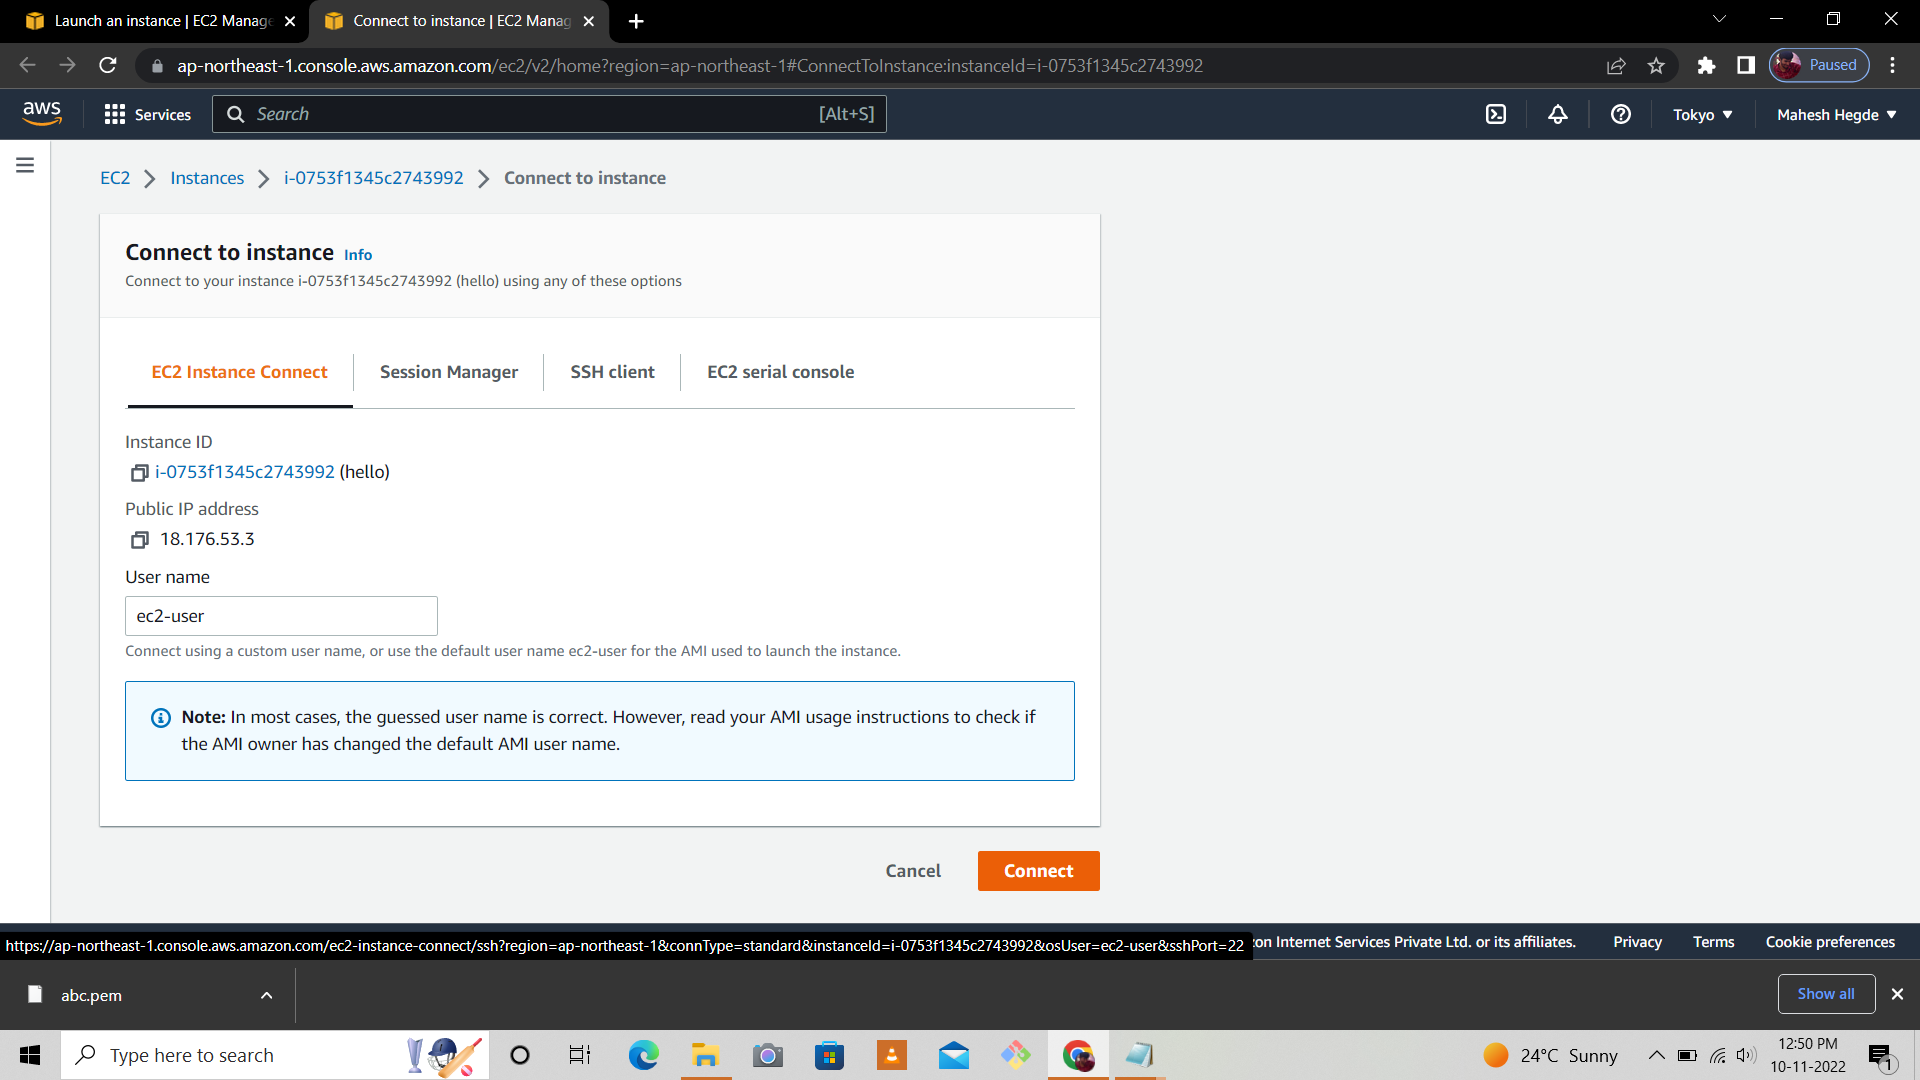 Launch an instance | EC2 Manage
Connect to instance | EC2 Manag
ap-northeast-1.console.aws.amazon.com/ec2/v2/home?region=ap-northeast-1#ConnectToInstance:instanceId=i-0753f1345c2743992
Paused
aws
Services
Search
[Alt+S]
Tokyo
Mahesh Hegde
EC2
Instances
i-0753f1345c2743992
Connect to instance
Connect to instance Info
Connect to your instance i-0753f1345c2743992 (hello) using any of these options
EC2 Instance Connect
Session Manager
SSH client
EC2 serial console
Instance ID
i-0753f1345c2743992 (hello)
Public IP address
18.176.53.3
User name
ec2-user
Connect using a custom user name, or use the default user name ec2-user for the AMI used to launch the instance.
Note: In most cases, the guessed user name is correct. However, read your AMI usage instructions to check if
the AMI owner has changed the default AMI user name.
Cancel
Connect
https://ap-northeast-1.console.aws.amazon.com/ec2-instance-connect/ssh?region=ap-northeast-1&connType=standard&instanceId=i-0753f1345c2743992&osUser=ec2-user&sshPort=22
on Internet Services Private Ltd. or its affiliates.
Privacy
Terms
Cookie preferences
abc.pem
Show all
Type here to search
24°C Sunny
12:50 PM
10-11-2022
1